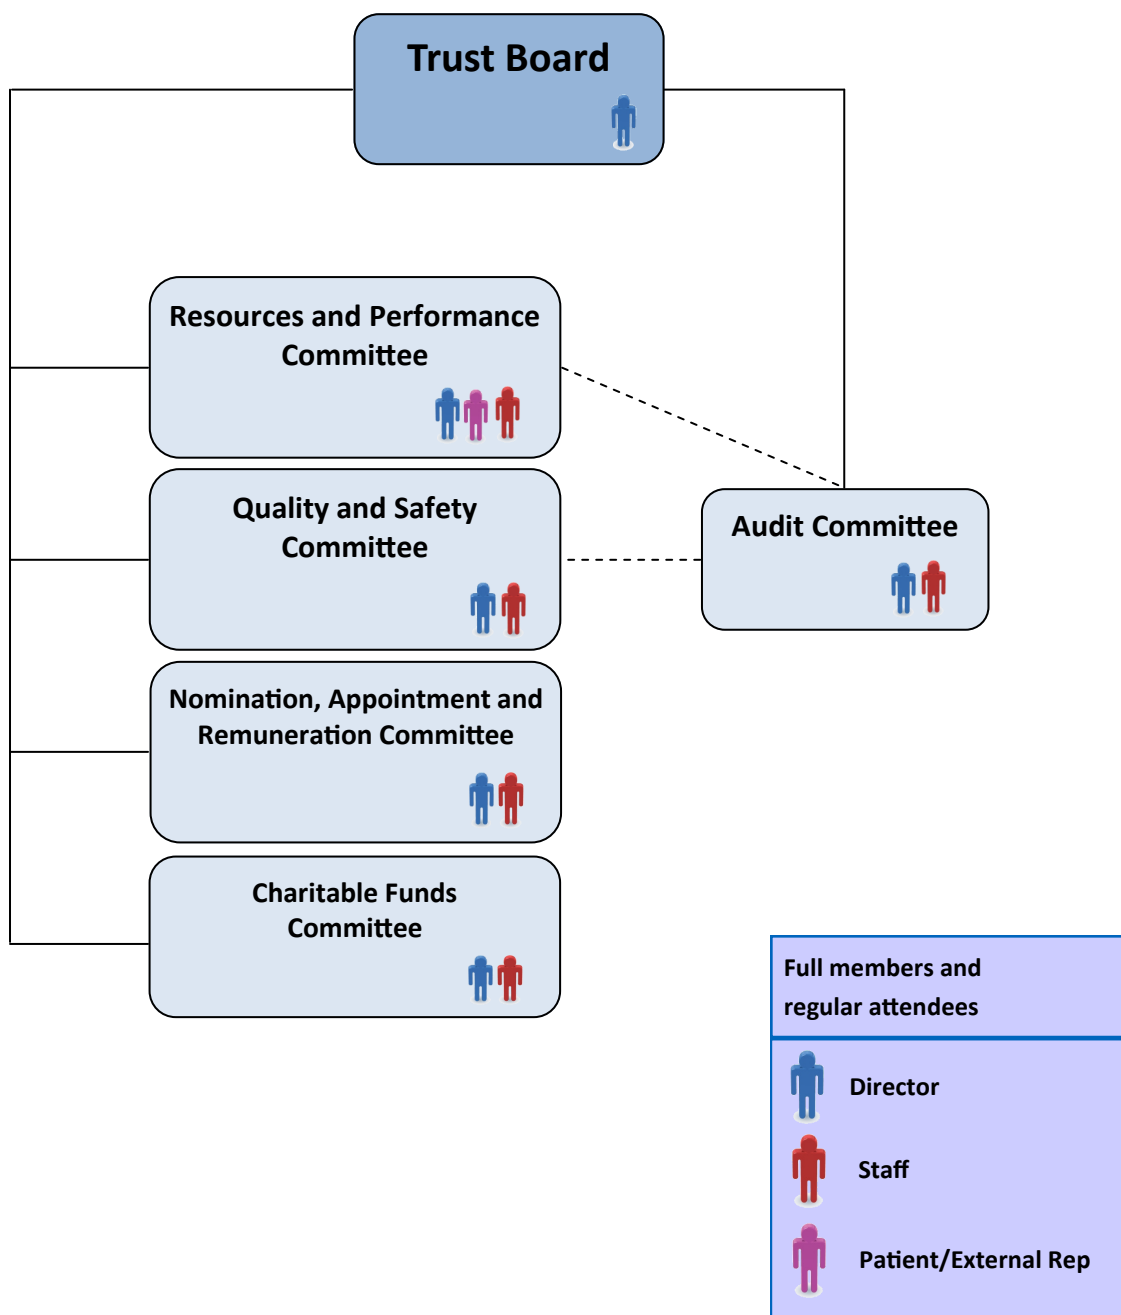 Trust Board
Resources and Performance
Committee
Quality and Safety
Committee
Audit Committee
Nomination, Appointment and
Remuneration Committee
Charitable Funds
Committee
Full members and
regular attendees
Director
Staff
Patient/External Rep